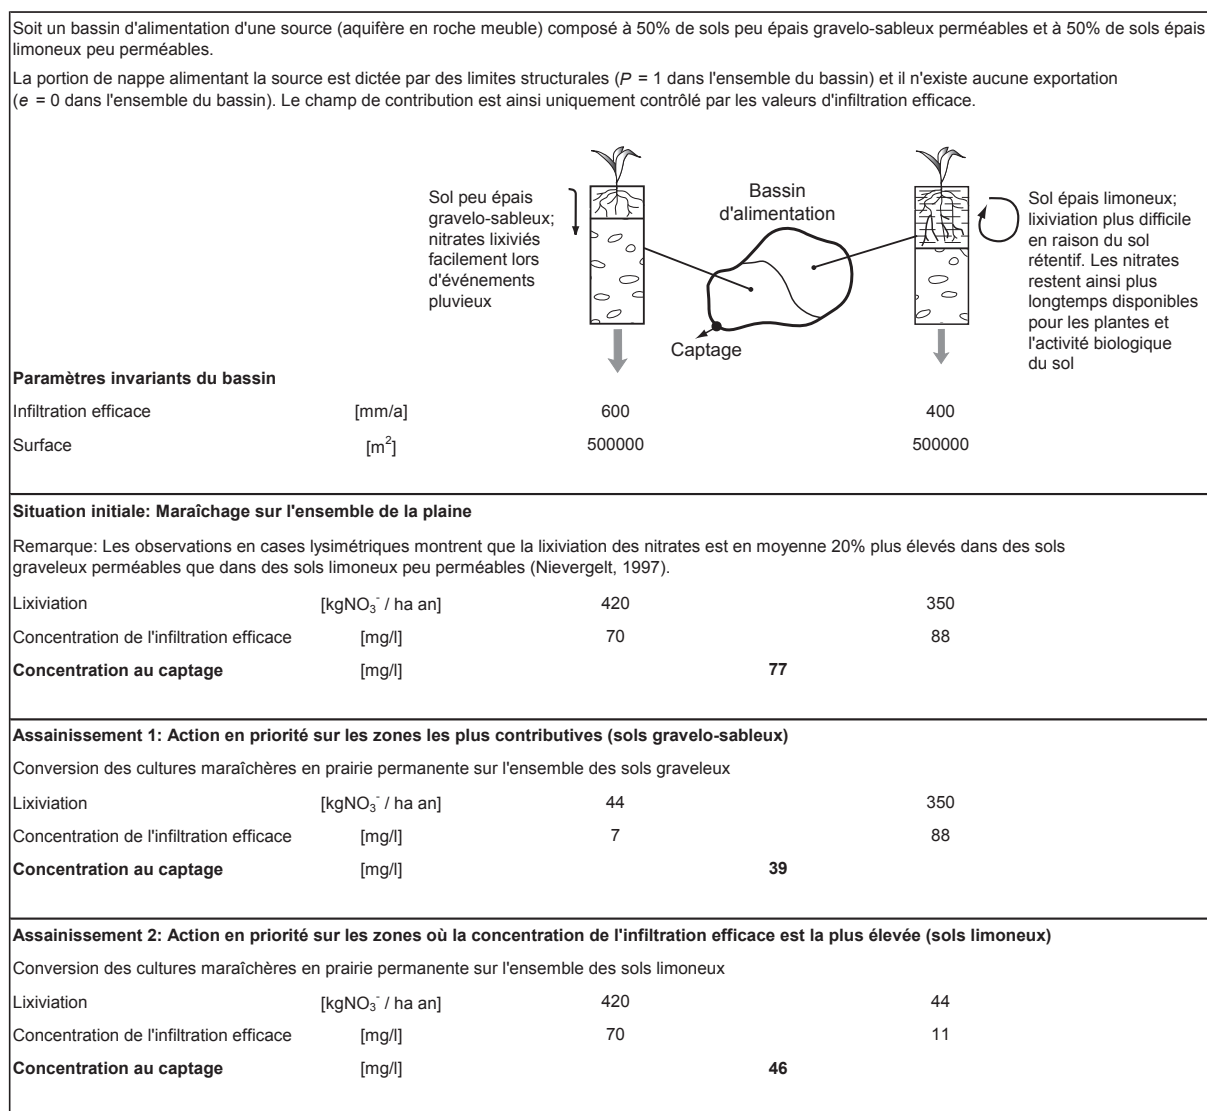 Soit un bassin d'alimentation d'une source (aquifère en roche meuble) composé à 50% de sols peu épais gravelo-sableux perméables et à 50% de sols épais
limoneux peu perméables.
La portion de nappe alimentant la source est dictée par des limites structurales (P = 1 dans l'ensemble du bassin) et il n'existe aucune exportation
(e = 0 dans l'ensemble du bassin). Le champ de contribution est ainsi uniquement contrôlé par les valeurs d'infiltration efficace.
Sol peu épais
gravelo-sableux;
nitrates lixiviés
facilement lors
d'événements
pluvieux
Bassin
d'alimentation
Captage
Sol épais limoneux;
lixiviation plus difficile
en raison du sol
rétentif. Les nitrates
restent ainsi plus
longtemps disponibles
pour les plantes et
l'activité biologique
du sol
Paramètres invariants du bassin
Infiltration efficace [mm/a] 600 400
Surface [m²] 500000 500000
Situation initiale: Maraîchage sur l'ensemble de la plaine
Remarque: Les observations en cases lysimétriques montrent que la lixiviation des nitrates est en moyenne 20% plus élevés dans des sols
graveleux perméables que dans des sols limoneux peu perméables (Nievergelt, 1997).
Lixiviation [kgNO₃⁻ / ha an] 420 350
Concentration de l'infiltration efficace [mg/l] 70 88
Concentration au captage [mg/l] 77
Assainissement 1: Action en priorité sur les zones les plus contributives (sols gravelo-sableux)
Conversion des cultures maraîchères en prairie permanente sur l'ensemble des sols graveleux
Lixiviation [kgNO₃⁻ / ha an] 44 350
Concentration de l'infiltration efficace [mg/l] 7 88
Concentration au captage [mg/l] 39
Assainissement 2: Action en priorité sur les zones où la concentration de l'infiltration efficace est la plus élevée (sols limoneux)
Conversion des cultures maraîchères en prairie permanente sur l'ensemble des sols limoneux
Lixiviation [kgNO₃⁻ / ha an] 420 44
Concentration de l'infiltration efficace [mg/l] 70 11
Concentration au captage [mg/l] 46